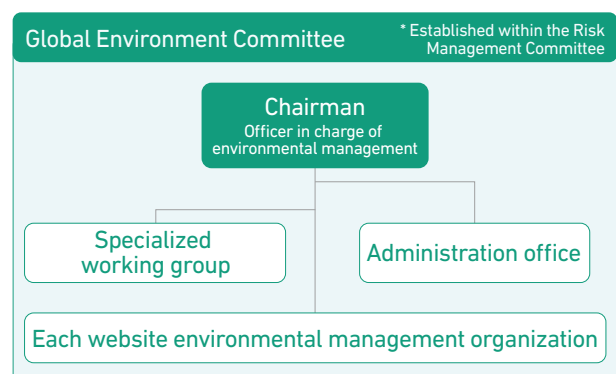 Global Environment Committee
* Established within the Risk
Management Committee
Chairman
Officer in charge of
environmental management
Specialized
working group
Administration office
Each website environmental management organization